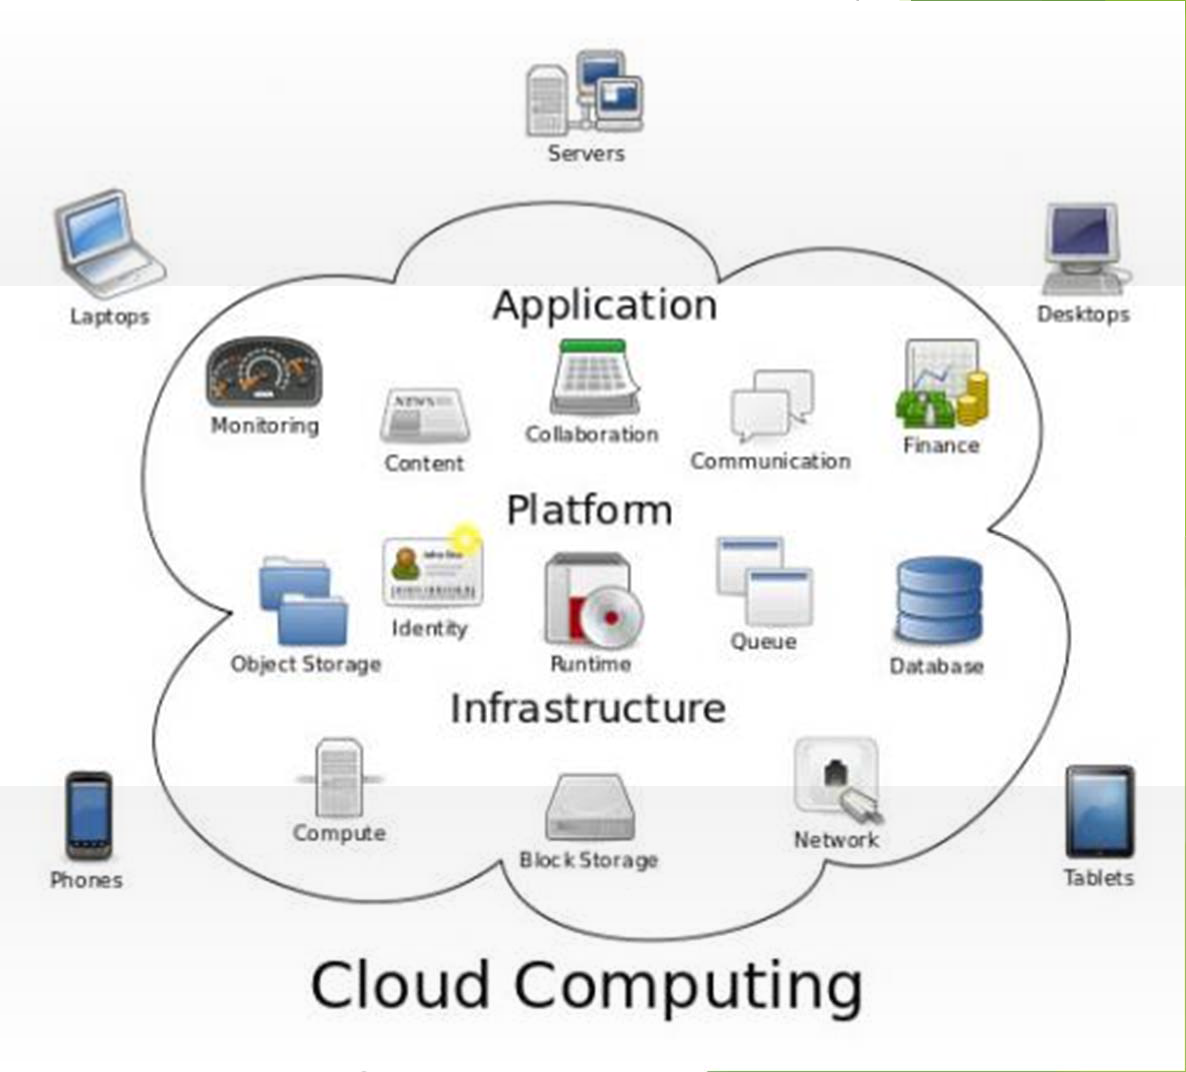 Servers
Laptops
Desktops
Application
Monitoring
Content
Collaboration
Communication
Finance
NEWS
Platform
Object Storage
Identity
Runtime
Queue
Database
Infrastructure
Compute
Block Storage
Network
Phones
Tablets
Cloud Computing